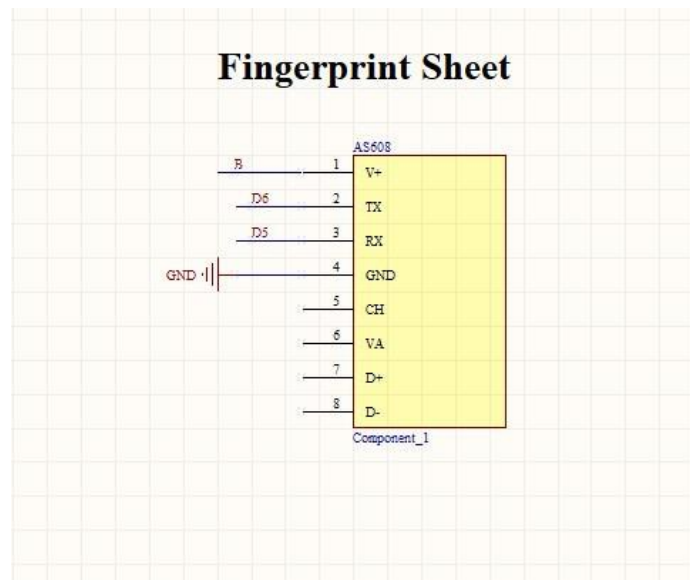 Fingerprint Sheet
AS608
B 1 V+
D6 2 TX
D5 3 RX
GND 4 GND
5 CH
6 VA
7 D+
8 D-
Component_1